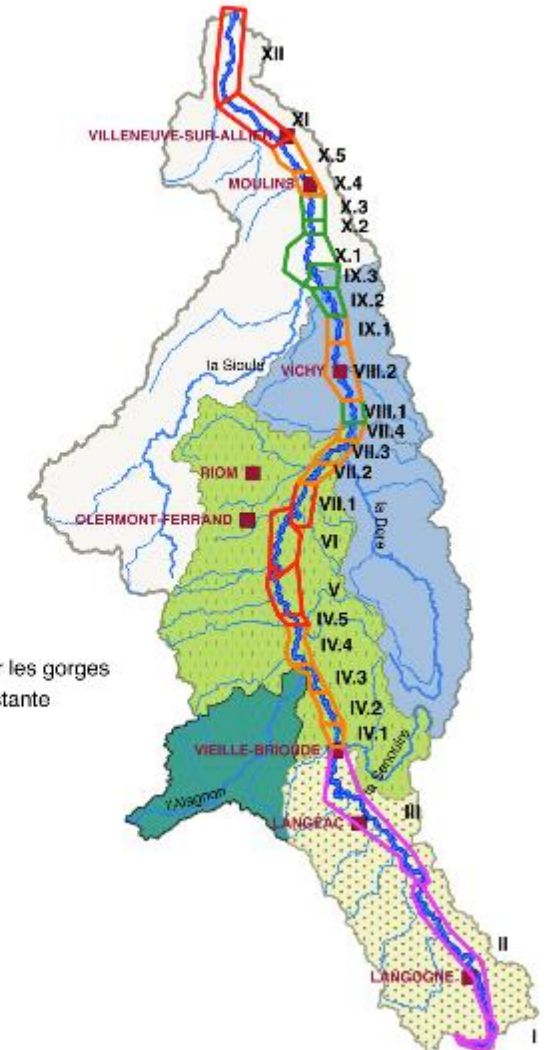 XII
XI
VILLENEUVE-SUR-ALLIER
X.5
MOULINS
X.4
X.3
X.2
X.1
IX.3
IX.2
IX.1
la Sioule
VICHY
VIII.2
VIII.1
VII.4
VII.3
VII.2
RIOM
VII.1
CLERMONT-FERRAND
la Dore
VI
V
IV.5
IV.4
r les gorges
IV.3
stante
IV.2
IV.1
VIEILLE-BRIOUDE
la Senouire
l'Alagnon
III
LANGEAC
II
LANGOGNE
I